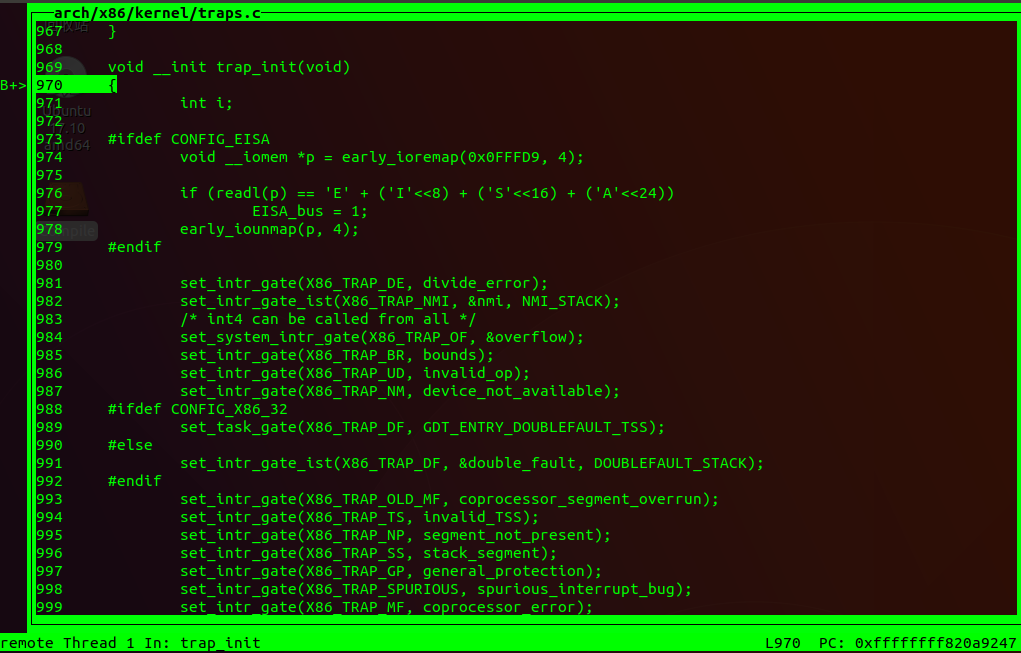 arch/x86/kernel/traps.c
967 }
968
969 void __init trap_init(void)
B+> 970 {
971 int i;
972
973 #ifdef CONFIG_EISA
974 void __iomem *p = early_ioremap(0x0FFFD9, 4);
975
976 if (readl(p) == 'E' + ('I'<<8) + ('S'<<16) + ('A'<<24))
977 EISA_bus = 1;
978 early_iounmap(p, 4);
979 #endif
980
981 set_intr_gate(X86_TRAP_DE, divide_error);
982 set_intr_gate_ist(X86_TRAP_NMI, &nmi, NMI_STACK);
983 /* int4 can be called from all */
984 set_system_intr_gate(X86_TRAP_OF, &overflow);
985 set_intr_gate(X86_TRAP_BR, bounds);
986 set_intr_gate(X86_TRAP_UD, invalid_op);
987 set_intr_gate(X86_TRAP_NM, device_not_available);
988 #ifdef CONFIG_X86_32
989 set_task_gate(X86_TRAP_DF, GDT_ENTRY_DOUBLEFAULT_TSS);
990 #else
991 set_intr_gate_ist(X86_TRAP_DF, &double_fault, DOUBLEFAULT_STACK);
992 #endif
993 set_intr_gate(X86_TRAP_OLD_MF, coprocessor_segment_overrun);
994 set_intr_gate(X86_TRAP_TS, invalid_TSS);
995 set_intr_gate(X86_TRAP_NP, segment_not_present);
996 set_intr_gate(X86_TRAP_SS, stack_segment);
997 set_intr_gate(X86_TRAP_GP, general_protection);
998 set_intr_gate(X86_TRAP_SPURIOUS, spurious_interrupt_bug);
999 set_intr_gate(X86_TRAP_MF, coprocessor_error);
Ubuntu
17.10
amd64
remote Thread 1 In: trap_init L970 PC: 0xffffffff820a9247